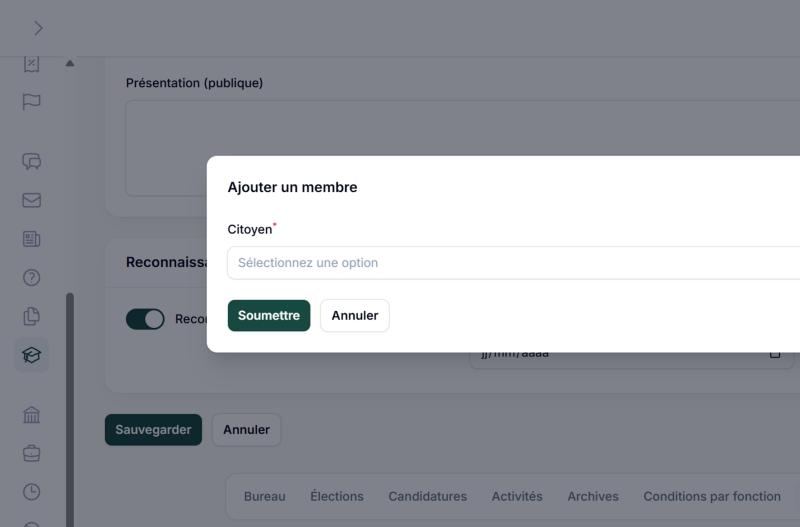 Présentation (publique)
Ajouter un membre
Citoyen*
Sélectionnez une option
Soumettre
Annuler
Sauvegarder
Annuler
Bureau
Élections
Candidatures
Activités
Archives
Conditions par fonction